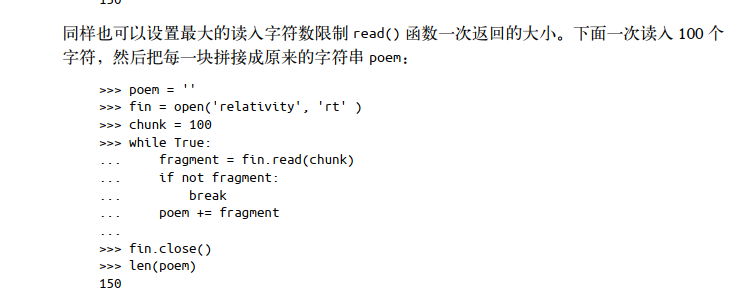 同样也可以设置最大的读入字符数限制 read() 函数一次返回的大小。下面一次读入 100 个
字符，然后把每一块拼接成原来的字符串 poem：
>>> poem = ''
>>> fin = open('relativity', 'rt' )
>>> chunk = 100
>>> while True:
...     fragment = fin.read(chunk)
...     if not fragment:
...         break
...     poem += fragment
...
>>> fin.close()
>>> len(poem)
150